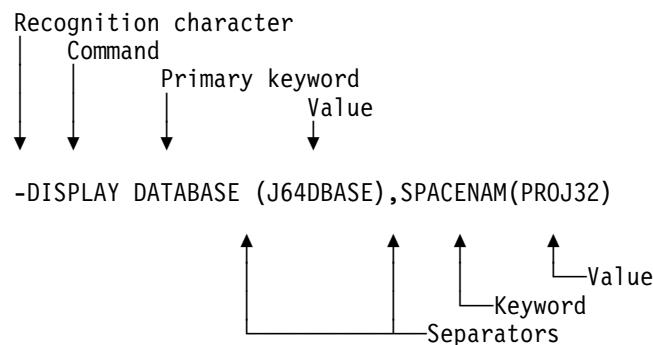 Recognition character
Command
Primary keyword
Value
-DISPLAY DATABASE (J64DBASE),SPACENAM(PROJ32)
Value
Keyword
Separators